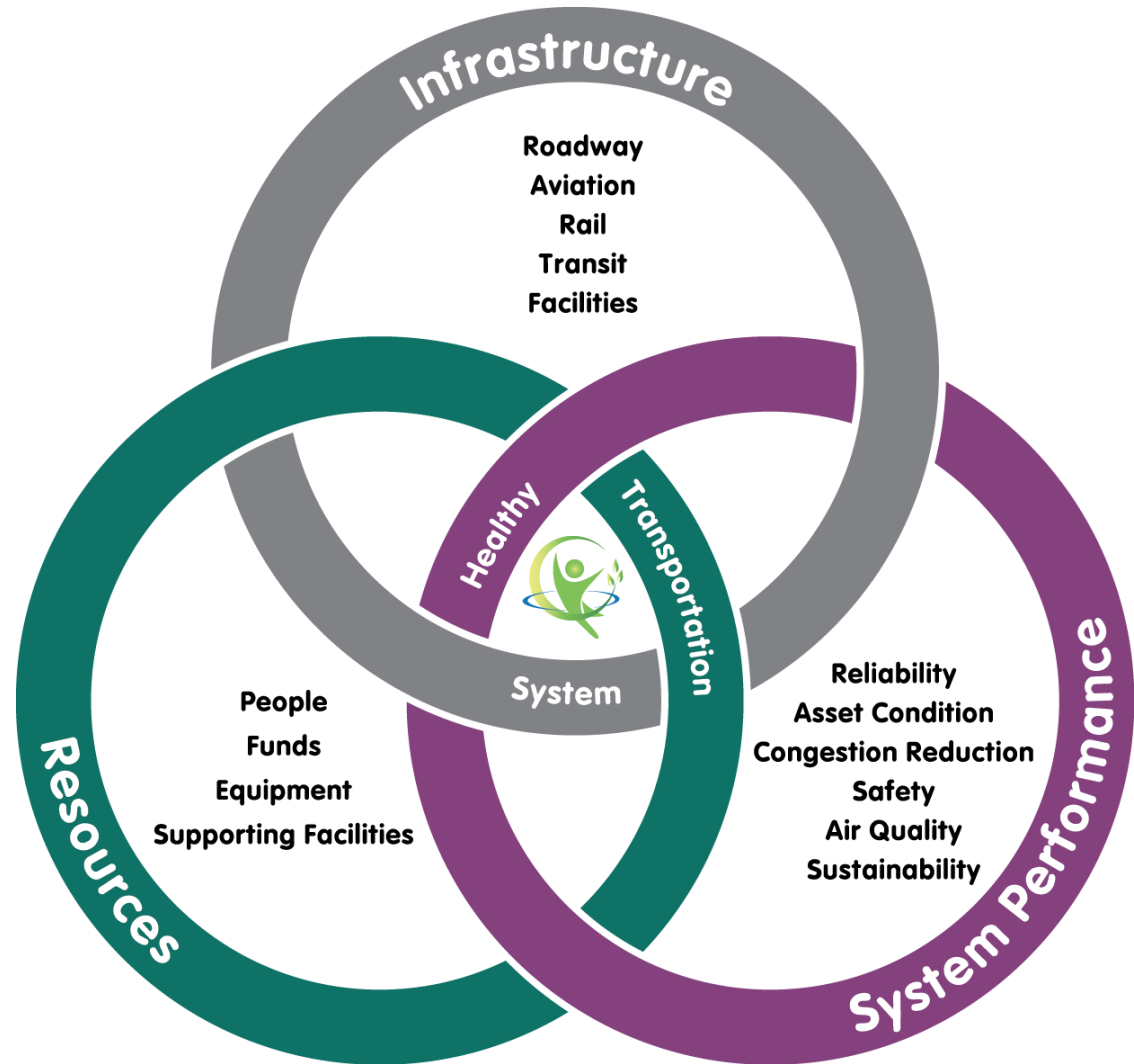 Infrastructure
Roadway
Aviation
Rail
Transit
Facilities
Healthy
Transportation
System
Resources
People
Funds
Equipment
Supporting Facilities
System Performance
Reliability
Asset Condition
Congestion Reduction
Safety
Air Quality
Sustainability